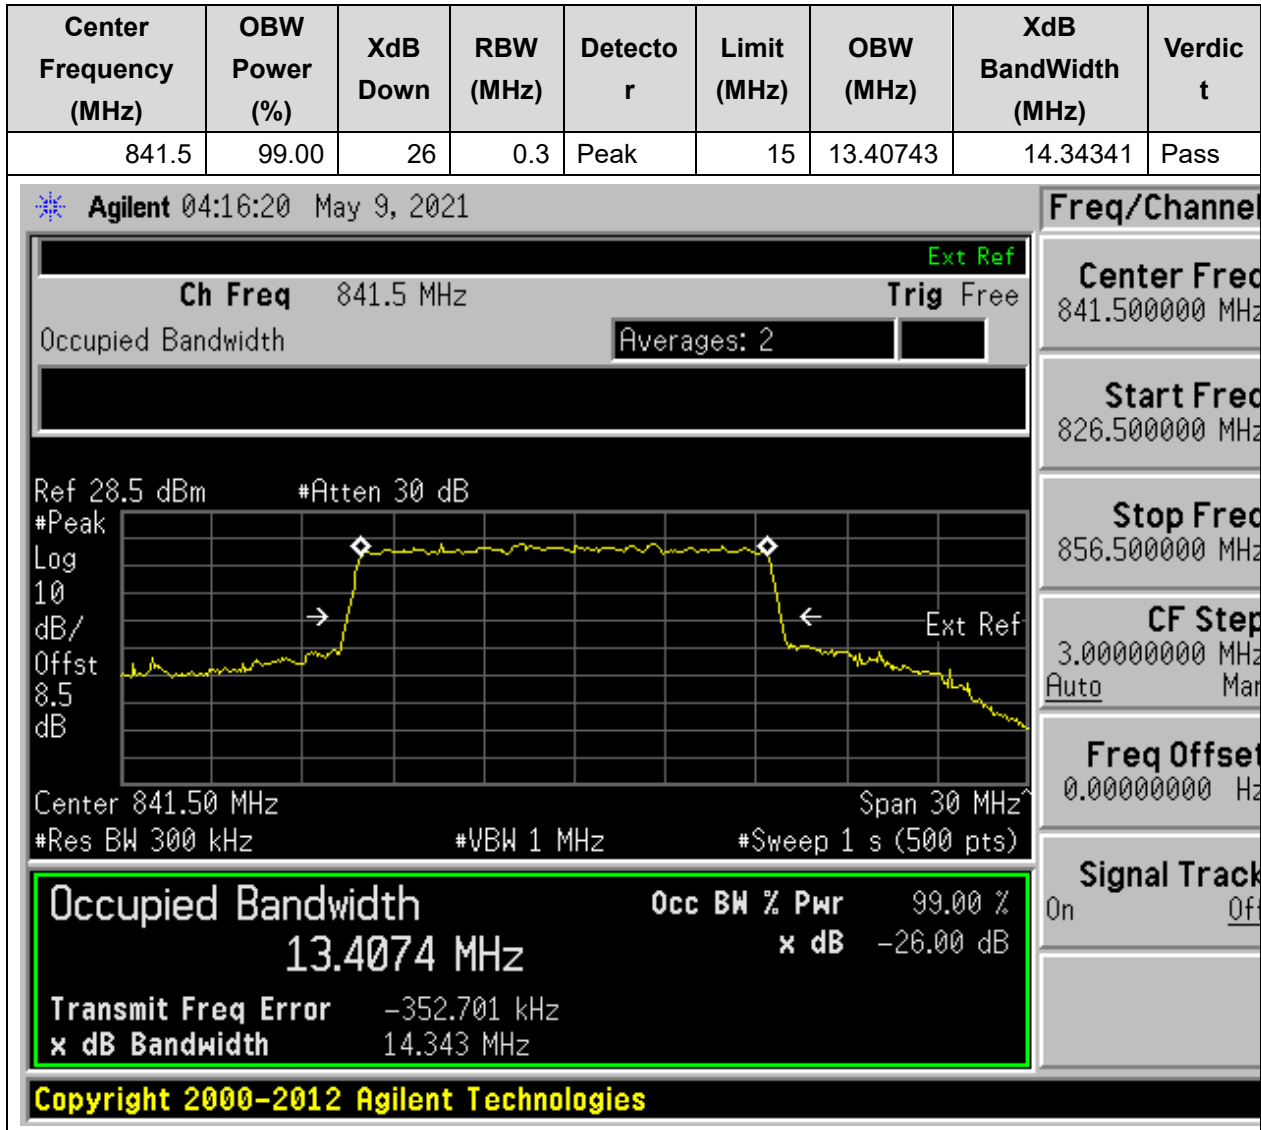 Center Frequency (MHz) OBW Power (%) XdB Down RBW (MHz) Detecto r Limit (MHz) OBW (MHz) XdB BandWidth (MHz) Verdic t
841.5 99.00 26 0.3 Peak 15 13.40743 14.34341 Pass
Agilent 04:16:20 May 9, 2021
Freq/Channel
Ext Ref
Ch Freq 841.5 MHz Trig Free
Occupied Bandwidth Averages: 2
Center Freq
841.500000 MHz
Start Freq
826.500000 MHz
Stop Freq
856.500000 MHz
CF Step
3.00000000 MHz
Auto Man
Freq Offset
0.00000000 Hz
Signal Track
On Off
Ref 28.5 dBm #Atten 30 dB
#Peak
Log
10
dB/
Offst
8.5
dB
Ext Ref
Center 841.50 MHz Span 30 MHz^
#Res BW 300 kHz #VBW 1 MHz #Sweep 1 s (500 pts)
Occupied Bandwidth Occ BW % Pwr 99.00 %
13.4074 MHz x dB -26.00 dB
Transmit Freq Error -352.701 kHz
x dB Bandwidth 14.343 MHz
Copyright 2000-2012 Agilent Technologies